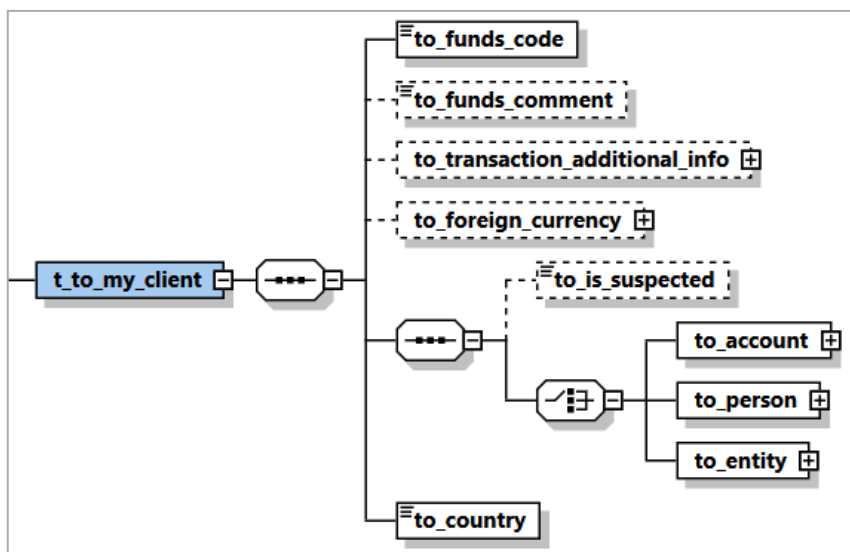 to_funds_code
to_funds_comment
to_transaction_additional_info
to_foreign_currency
t_to_my_client
to_is_suspected
to_account
to_person
to_entity
to_country